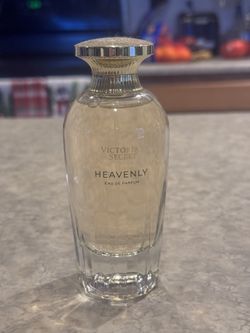 VICTORIA'S
SECRET
HEAVENLY
EAU DE PARFUM